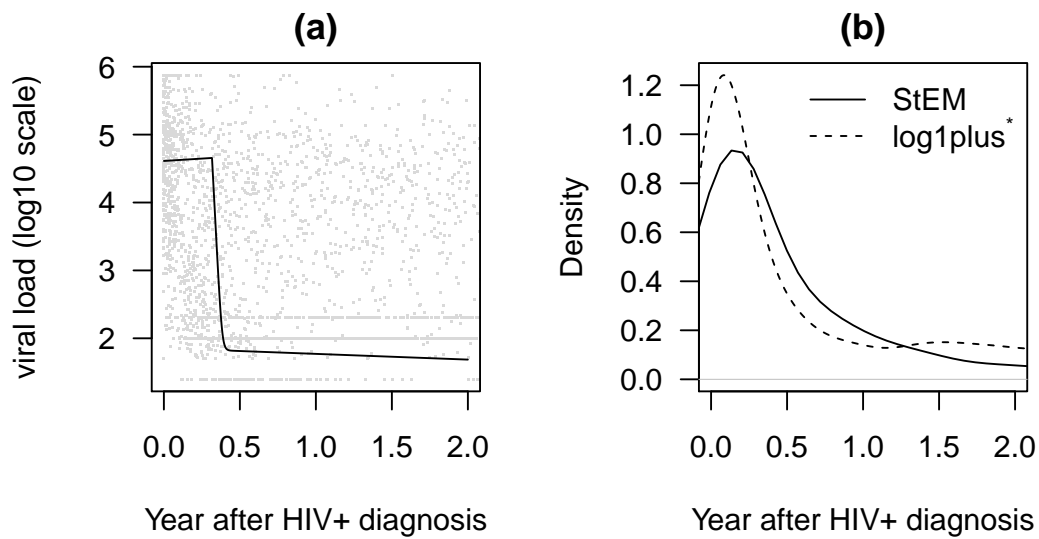 (a)
viral load (log10 scale)
6
5
4
3
2
0.0 0.5 1.0 1.5 2.0
Year after HIV+ diagnosis
(b)
Density
1.2
1.0
0.8
0.6
0.4
0.2
0.0
StEM
log1plus*
0.0 0.5 1.0 1.5 2.0
Year after HIV+ diagnosis